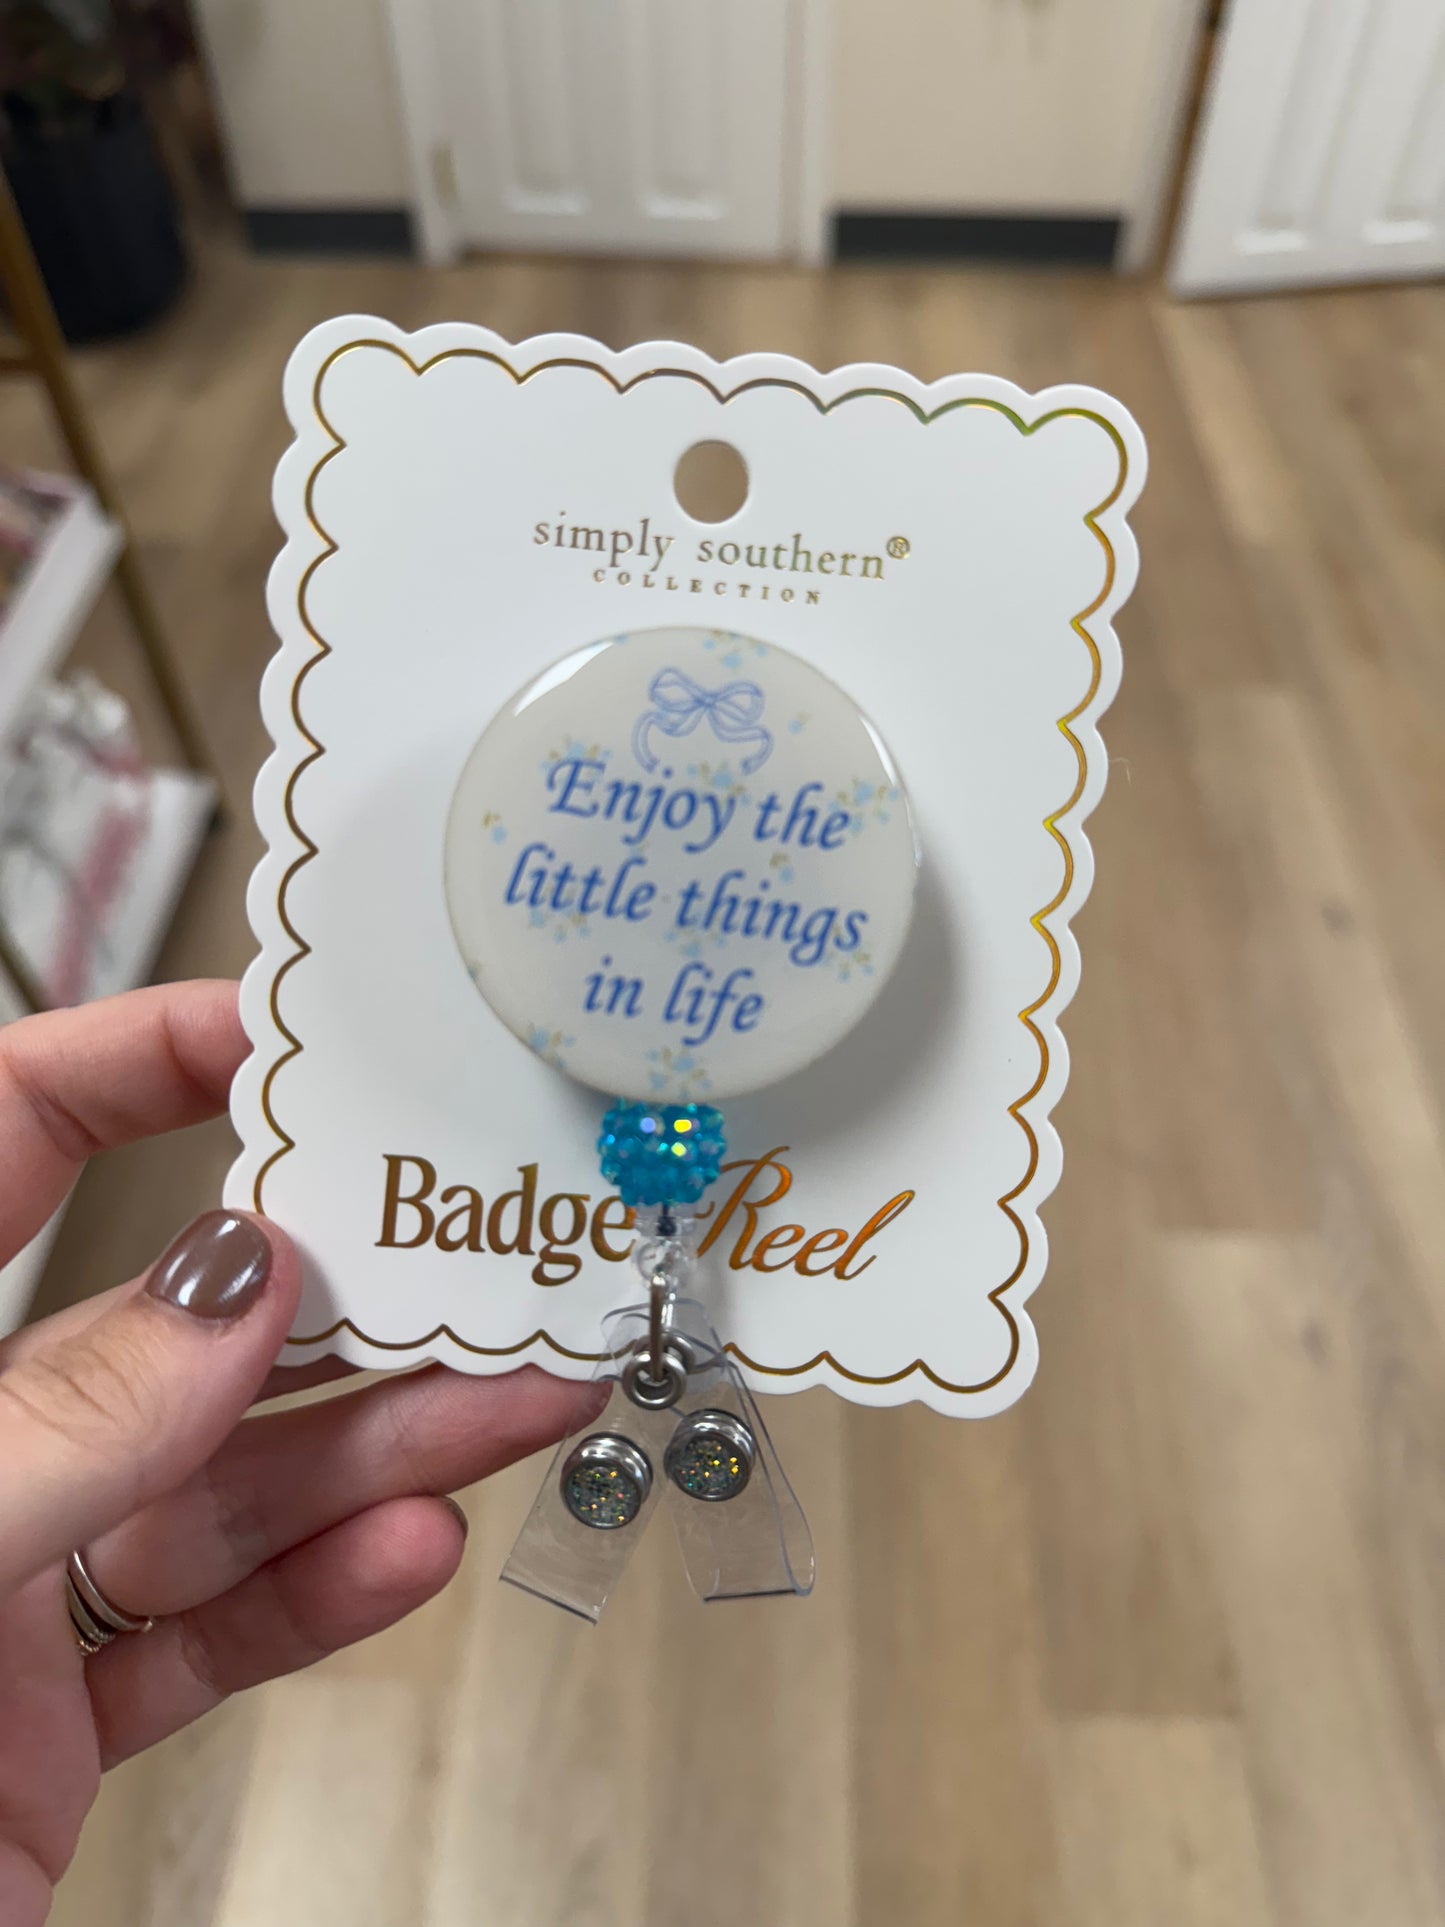 simply southern®
COLLECTION
Enjoy the
little things
in life
Badge Reel